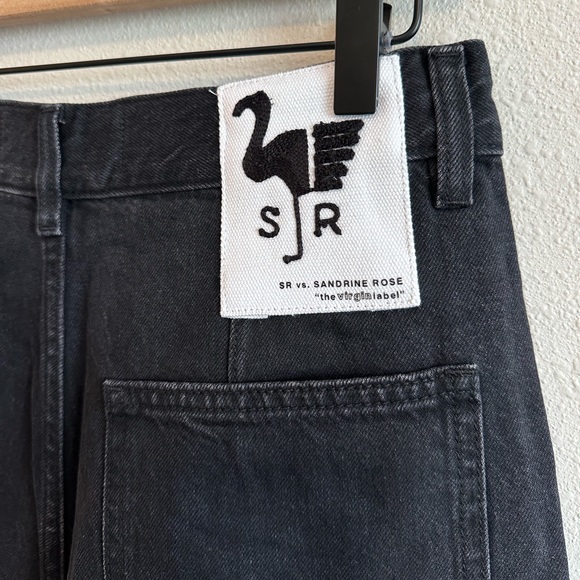 S R
SR vs. SANDRINE ROSE
"the virgin label"